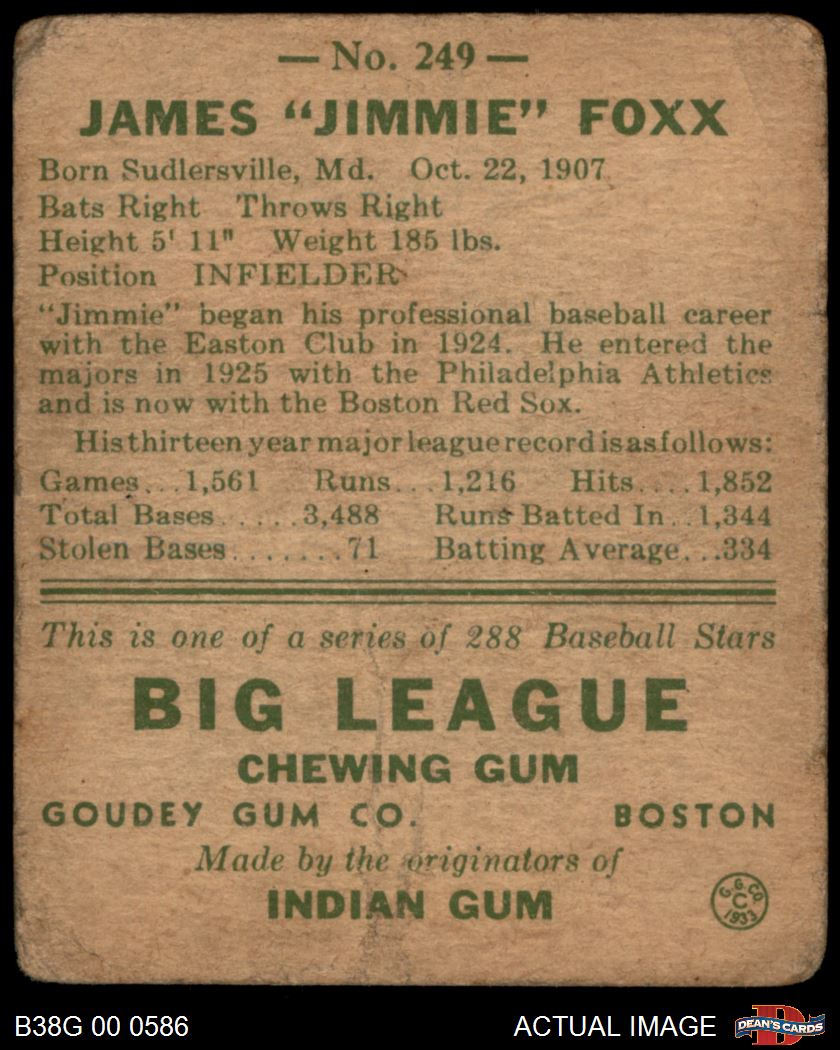 — No. 249 —
JAMES “JIMMIE” FOXX
Born Sudlersville, Md. Oct. 22, 1907
Bats Right Throws Right
Height 5' 11" Weight 185 lbs.
Position INFIELDER
“Jimmie” began his professional baseball career
with the Easton Club in 1924. He entered the
majors in 1925 with the Philadelphia Athletics
and is now with the Boston Red Sox.
His thirteen year major league record is as follows:
Games...1,561 Runs...1,216 Hits....1,852
Total Bases.....3,488 Runs Batted In..1,344
Stolen Bases.......71 Batting Average...334
This is one of a series of 288 Baseball Stars
BIG LEAGUE
CHEWING GUM
GOUDEY GUM CO. BOSTON
Made by the originators of
INDIAN GUM
G.G.CO.
C
1933
B38G 00 0586 ACTUAL IMAGE D DEAN'S CARDS